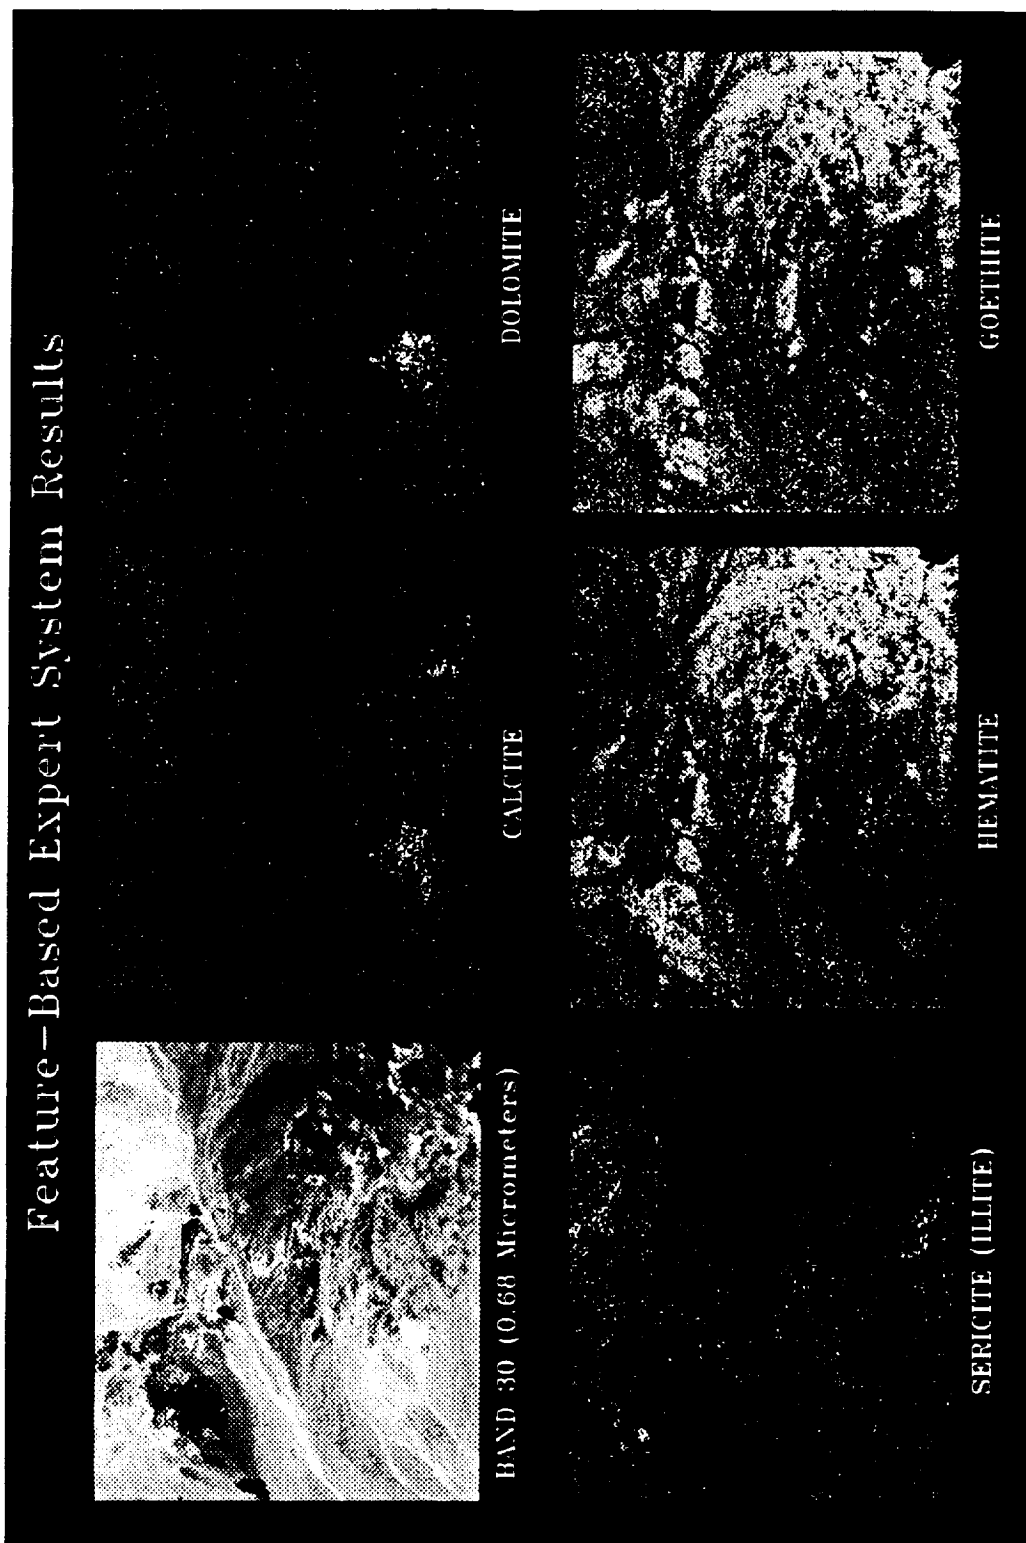 Feature-Based Expert System Results
BAND 30 (0.68 Micrometers)
CALCITE
DOLOMITE
SERICITE (ILLITE)
HEMATITE
GOETHITE